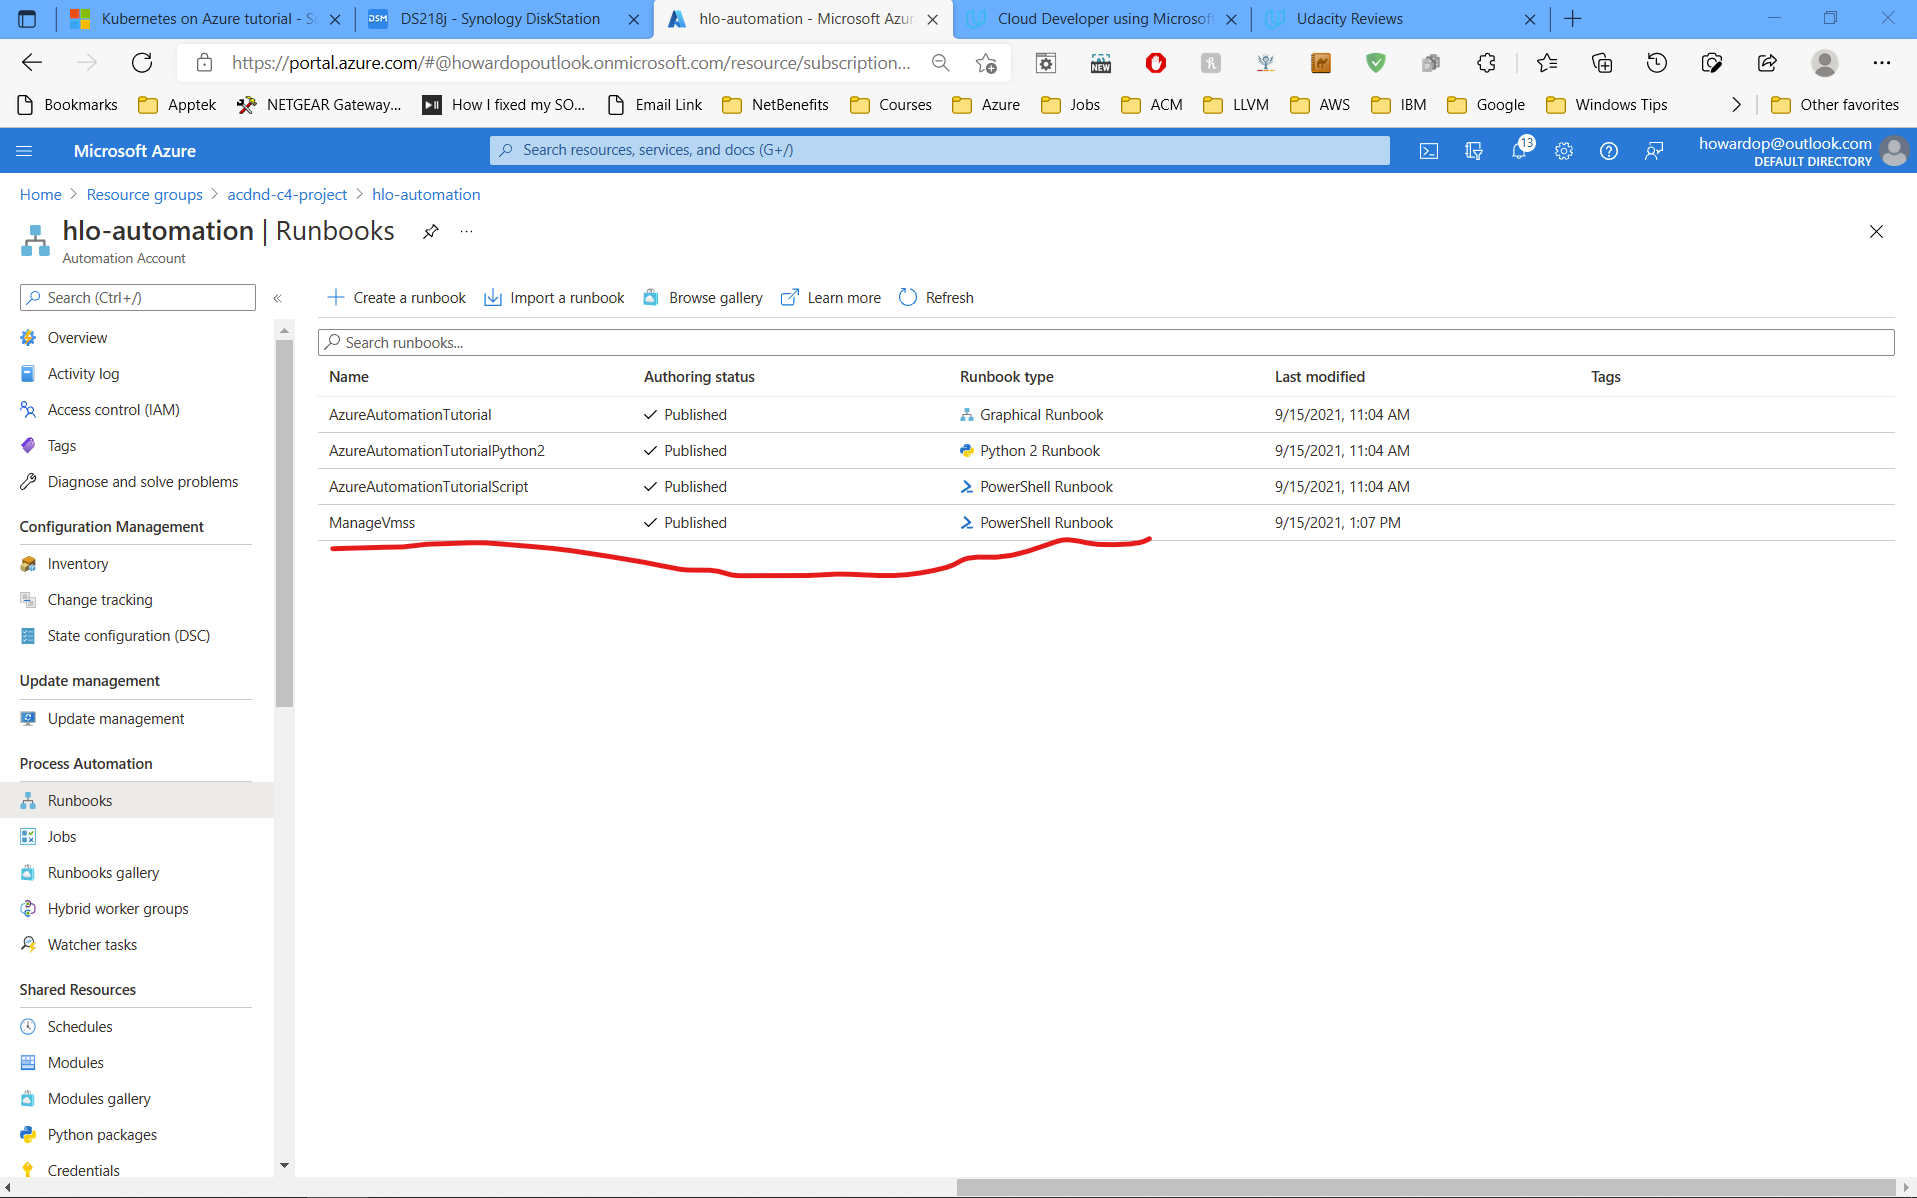 Kubernetes on Azure tutorial - S
DS218j - Synology DiskStation
hlo-automation - Microsoft Azu
Cloud Developer using Microsof
Udacity Reviews
https://portal.azure.com/#@howardopoutlook.onmicrosoft.com/resource/subscription...
Bookmarks
Apptek
NETGEAR Gateway...
How I fixed my SO...
Email Link
NetBenefits
Courses
Azure
Jobs
ACM
LLVM
AWS
IBM
Google
Windows Tips
Other favorites
Microsoft Azure
Search resources, services, and docs (G+/)
13
howardop@outlook.com
DEFAULT DIRECTORY
Home > Resource groups > acdnd-c4-project > hlo-automation
hlo-automation | Runbooks
Automation Account
Search (Ctrl+/)
Overview
Activity log
Access control (IAM)
Tags
Diagnose and solve problems
Configuration Management
Inventory
Change tracking
State configuration (DSC)
Update management
Update management
Process Automation
Runbooks
Jobs
Runbooks gallery
Hybrid worker groups
Watcher tasks
Shared Resources
Schedules
Modules
Modules gallery
Python packages
Credentials
Create a runbook
Import a runbook
Browse gallery
Learn more
Refresh
Search runbooks...
Name Authoring status Runbook type Last modified Tags
AzureAutomationTutorial Published Graphical Runbook 9/15/2021, 11:04 AM
AzureAutomationTutorialPython2 Published Python 2 Runbook 9/15/2021, 11:04 AM
AzureAutomationTutorialScript Published PowerShell Runbook 9/15/2021, 11:04 AM
ManageVmss Published PowerShell Runbook 9/15/2021, 1:07 PM